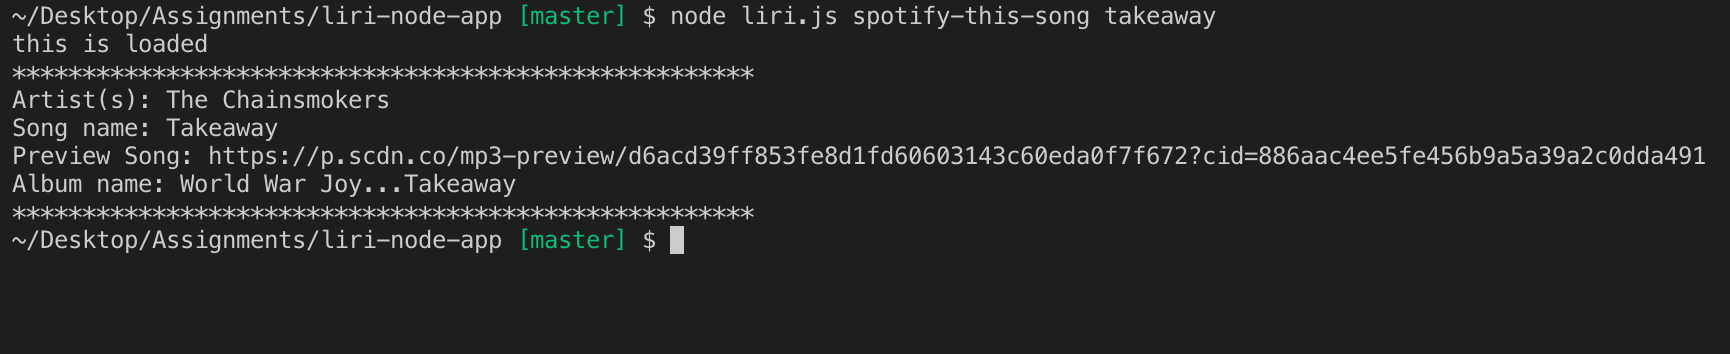 ~/Desktop/Assignments/liri-node-app [master] $ node liri.js spotify-this-song takeaway
this is loaded
*****************************************************
Artist(s): The Chainsmokers
Song name: Takeaway
Preview Song: https://p.scdn.co/mp3-preview/d6acd39ff853fe8d1fd60603143c60eda0f7f672?cid=886aac4ee5fe456b9a5a39a2c0dda491
Album name: World War Joy...Takeaway
*****************************************************
~/Desktop/Assignments/liri-node-app [master] $